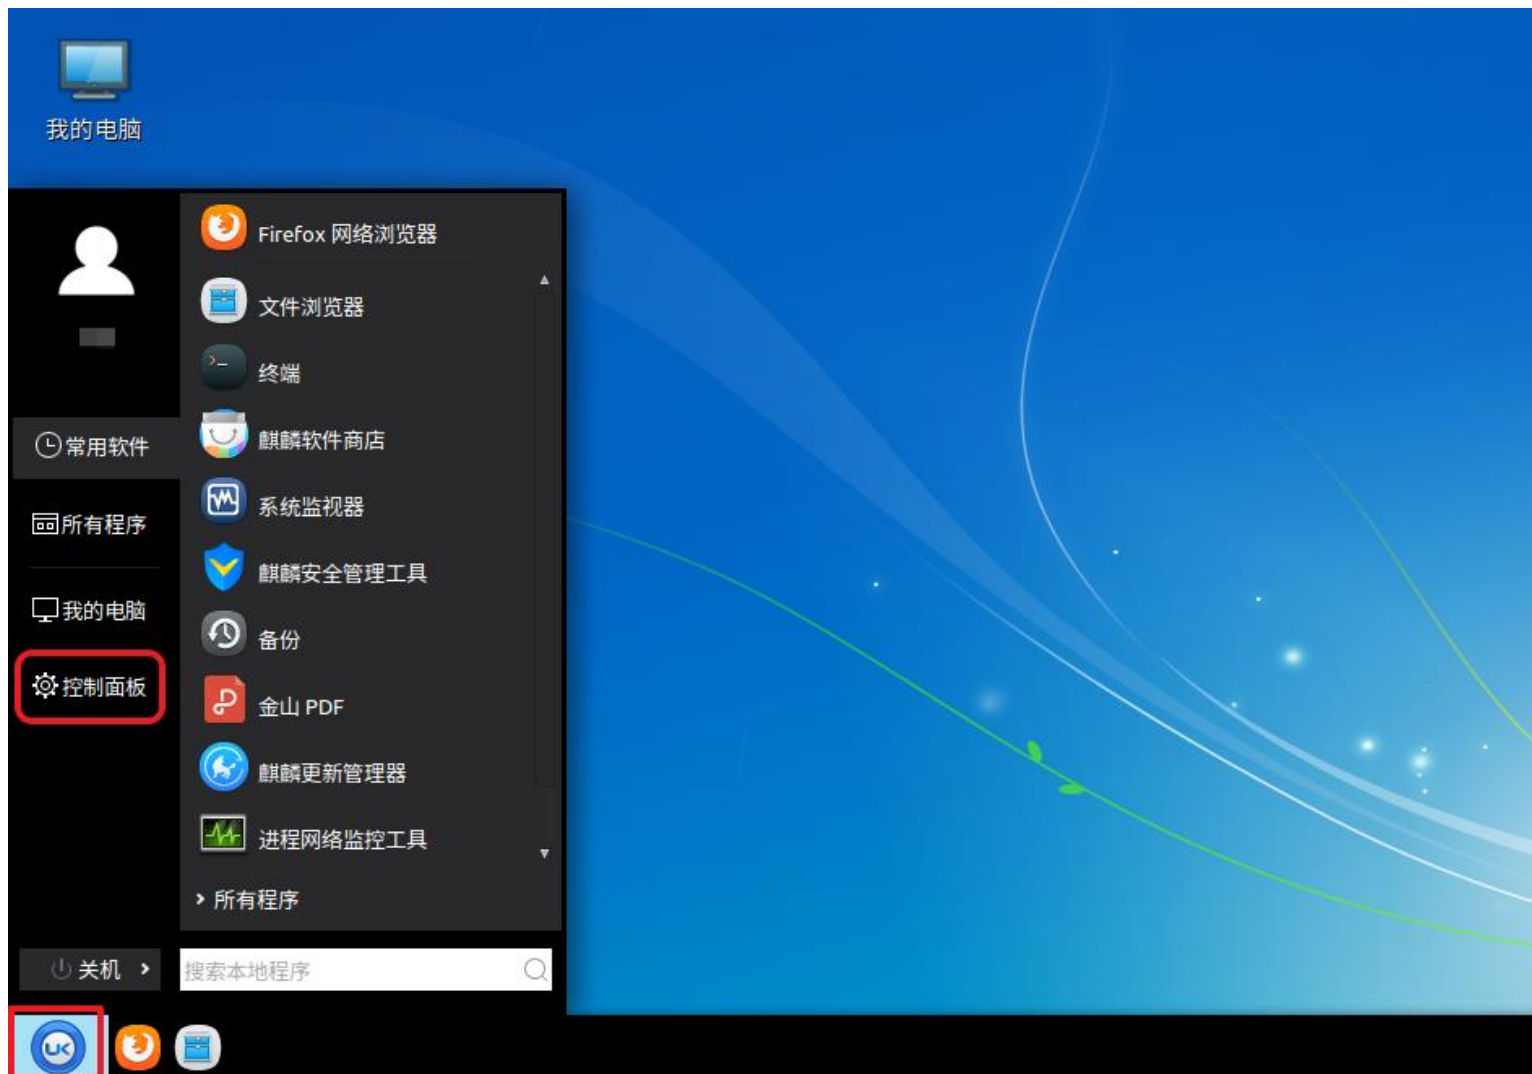 我的电脑
Firefox 网络浏览器
文件浏览器
终端
麒麟软件商店
系统监视器
麒麟安全管理工具
备份
金山 PDF
麒麟更新管理器
进程网络监控工具
所有程序
常用软件
所有程序
我的电脑
控制面板
关机
搜索本地程序
UK